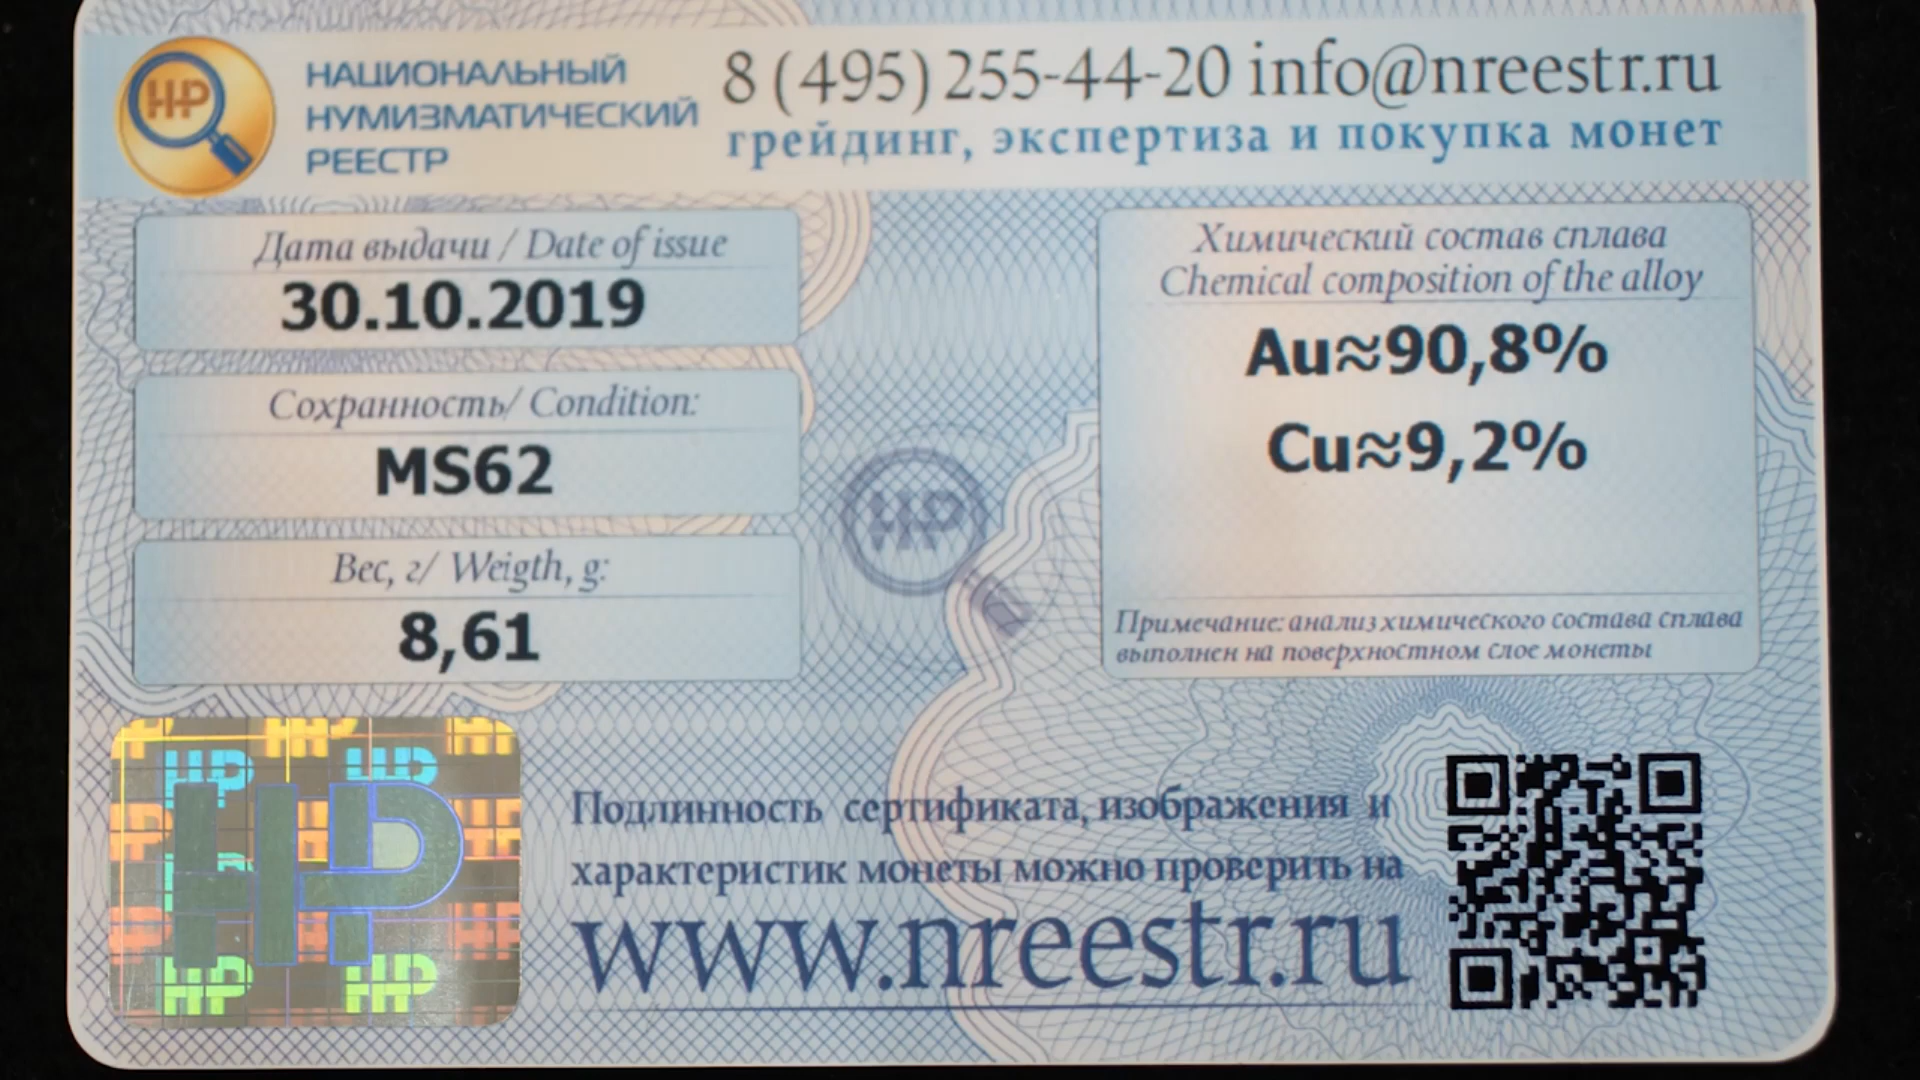 НР
НАЦИОНАЛЬНЫЙ
НУМИЗМАТИЧЕСКИЙ
РЕЕСТР
8 (495) 255-44-20 info@nreestr.ru
грейдинг, экспертиза и покупка монет
Дата выдачи / Date of issue
30.10.2019
Сохранность/ Condition:
MS62
Вес, г/ Weigth, g:
8,61
Химический состав сплава
Chemical composition of the alloy
Au≈90,8%
Cu≈9,2%
Примечание: анализ химического состава сплава
выполнен на поверхностном слое монеты
НР
НР
Подлинность сертификата, изображения и
характеристик монеты можно проверить на
www.nreestr.ru